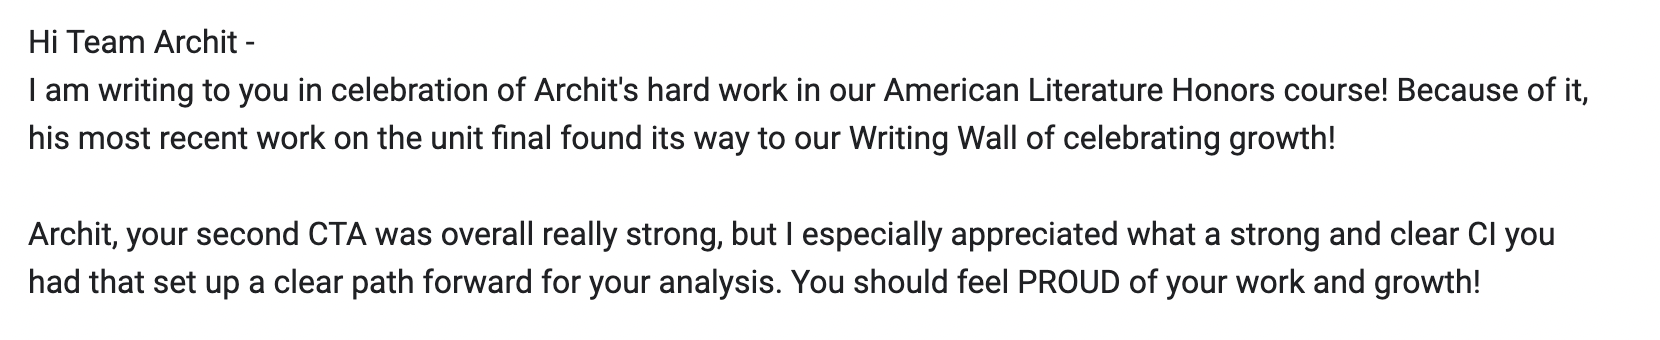 Hi Team Archit -
I am writing to you in celebration of Archit's hard work in our American Literature Honors course! Because of it,
his most recent work on the unit final found its way to our Writing Wall of celebrating growth!
Archit, your second CTA was overall really strong, but I especially appreciated what a strong and clear CI you
had that set up a clear path forward for your analysis. You should feel PROUD of your work and growth!